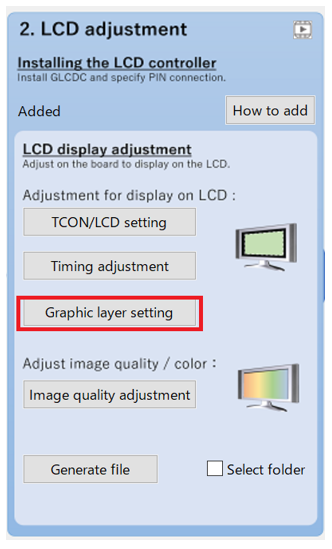 2. LCD adjustment
Installing the LCD controller
Install GLCDC and specify PIN connection.
Added
How to add
LCD display adjustment
Adjust on the board to display on the LCD.
Adjustment for display on LCD :
TCON/LCD setting
Timing adjustment
Graphic layer setting
Adjust image quality / color :
Image quality adjustment
Generate file
Select folder